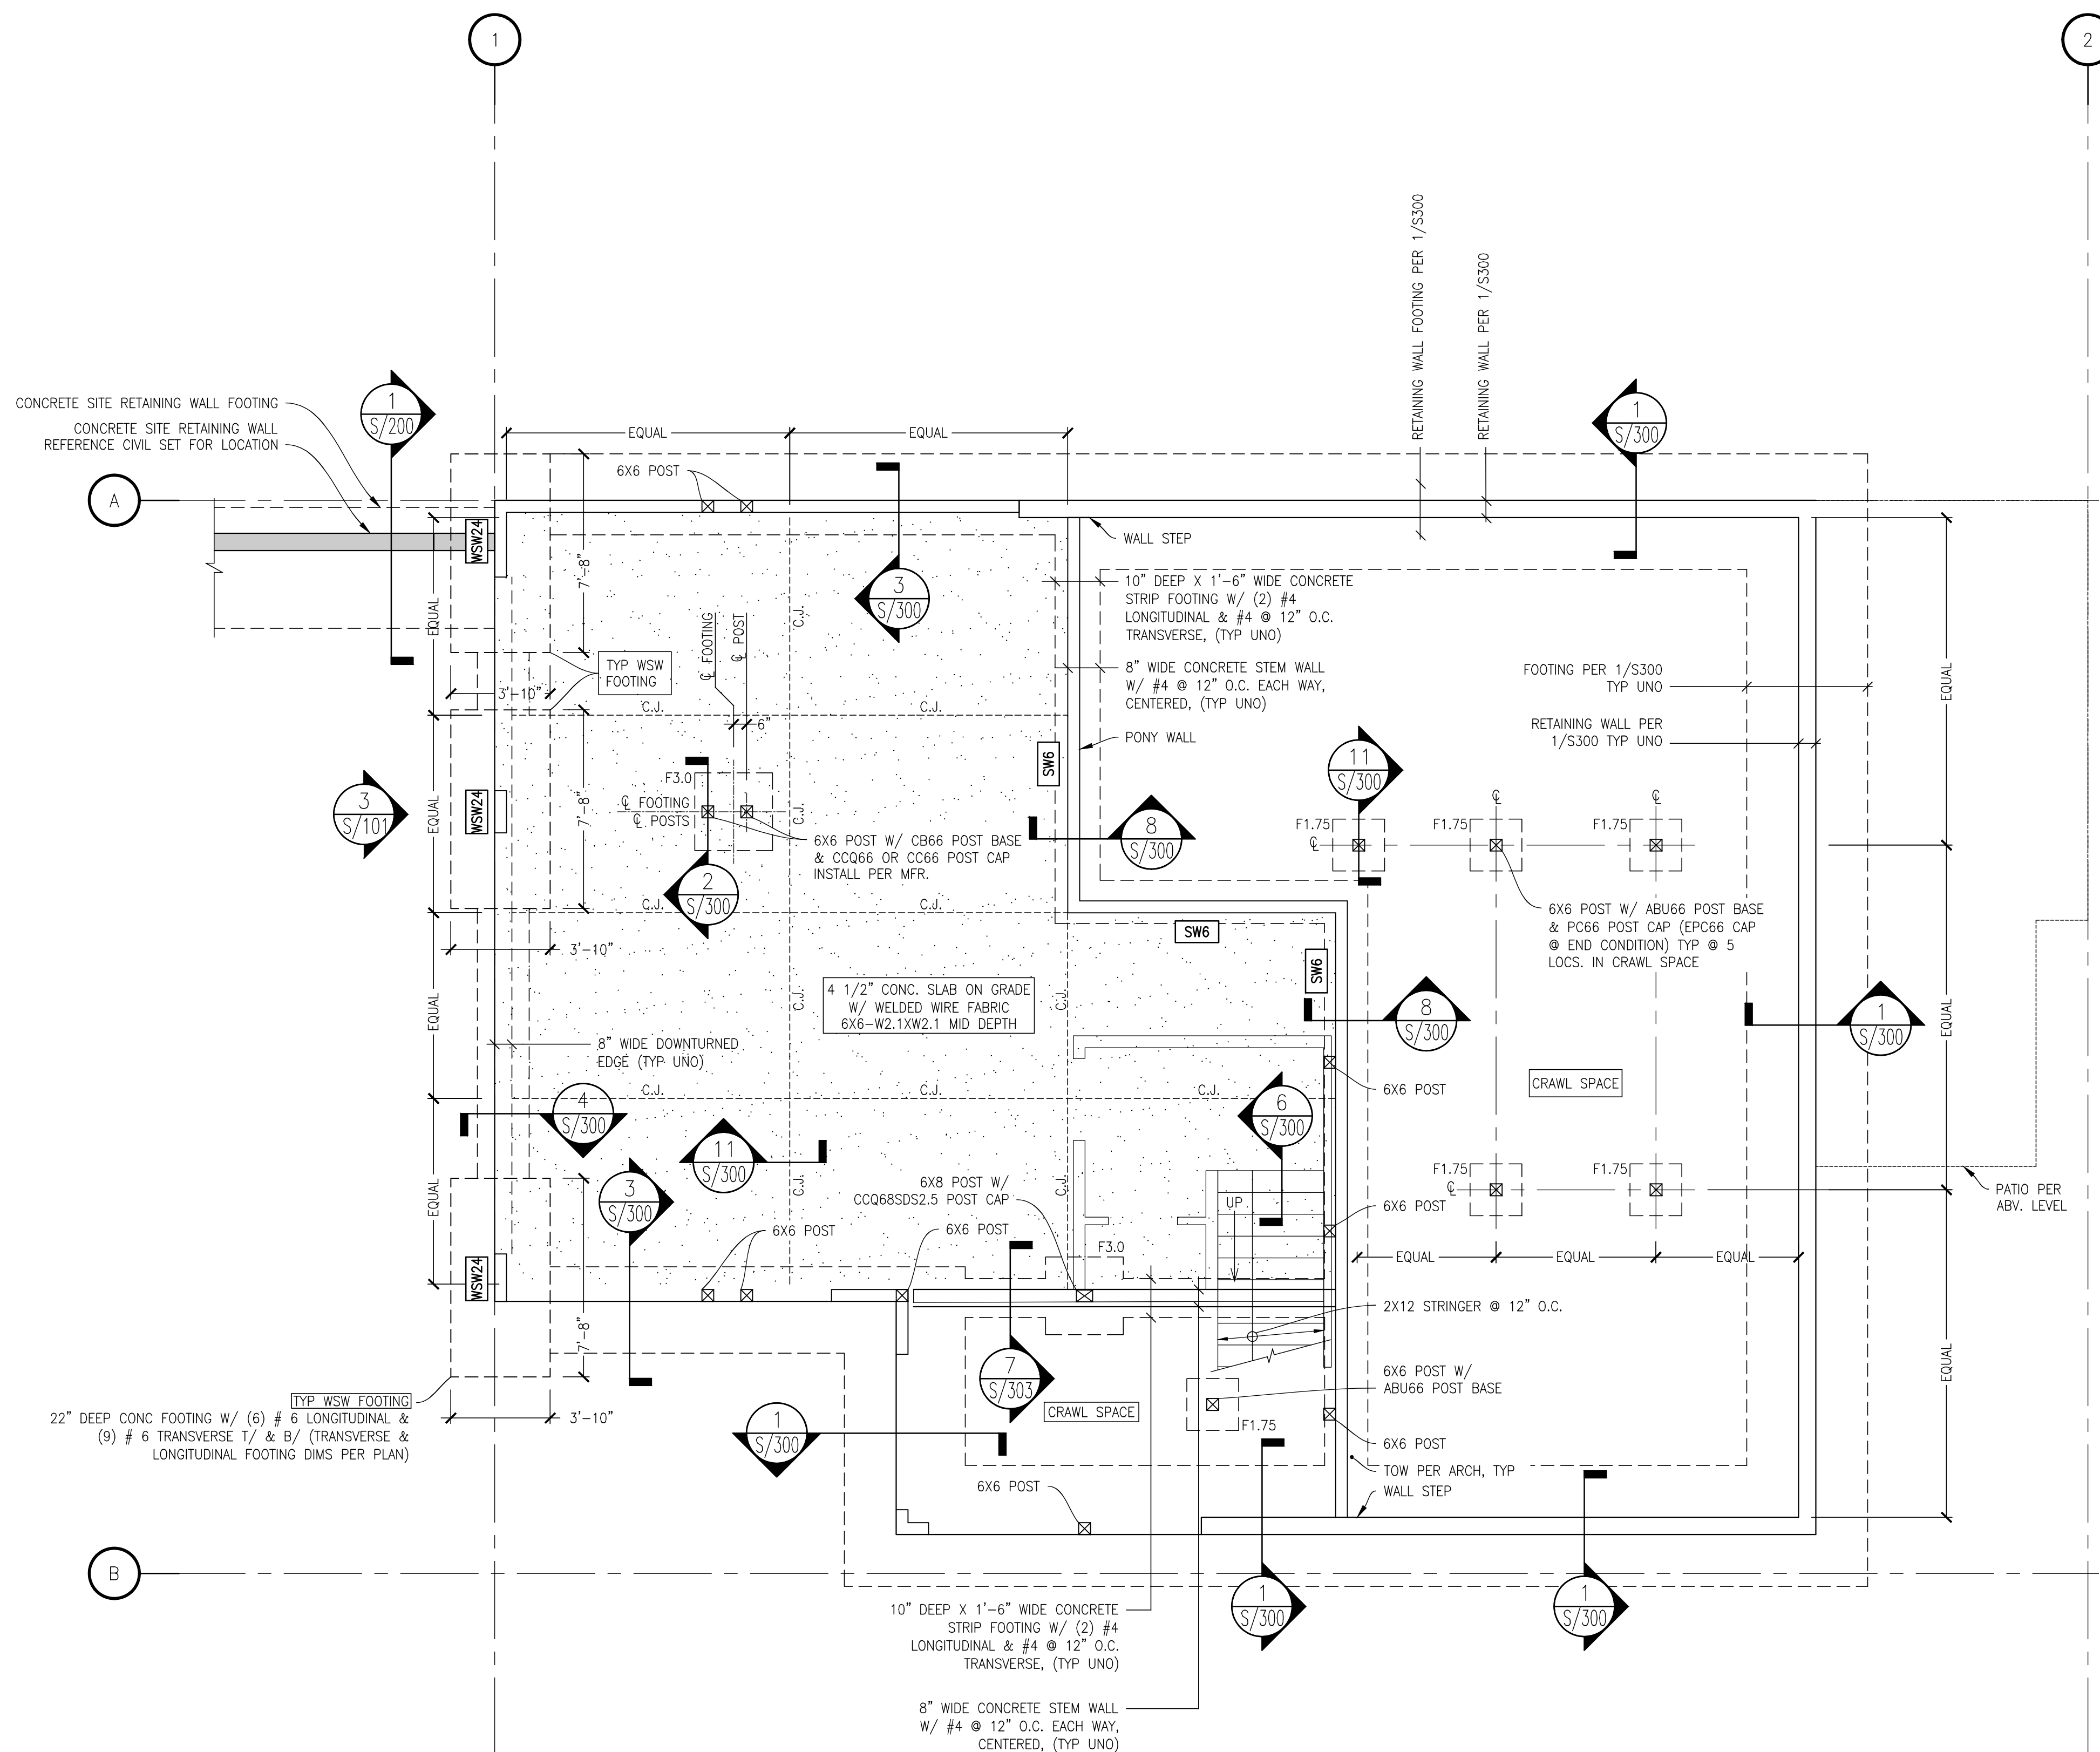 1
2
RETAINING WALL FOOTING PER 1/S300
RETAINING WALL PER 1/S300
CONCRETE SITE RETAINING WALL FOOTING
CONCRETE SITE RETAINING WALL
REFERENCE CIVIL SET FOR LOCATION
1
S/200
1
S/300
EQUAL
EQUAL
6X6 POST
A
WSW24
WALL STEP
7'-8"
3
S/300
C.J.
10" DEEP X 1'-6" WIDE CONCRETE
STRIP FOOTING W/ (2) #4
LONGITUDINAL & #4 @ 12" O.C.
TRANSVERSE, (TYP UNO)
EQUAL
℄ FOOTING
℄ POST
TYP WSW
FOOTING
8" WIDE CONCRETE STEM WALL
W/ #4 @ 12" O.C. EACH WAY,
CENTERED, (TYP UNO)
FOOTING PER 1/S300
TYP UNO
EQUAL
3'-10"
C.J.
C.J.
6"
RETAINING WALL PER
1/S300 TYP UNO
PONY WALL
SW6
11
S/300
3
S/101
EQUAL
WSW24
7'-8"
F3.0
℄ FOOTING
℄ POSTS
C.J.
6X6 POST W/ CB66 POST BASE
& CCQ66 OR CC66 POST CAP
INSTALL PER MFR.
8
S/300
℄
℄
F1.75
F1.75
F1.75
℄
2
S/300
C.J.
C.J.
6X6 POST W/ ABU66 POST BASE
& PC66 POST CAP (EPC66 CAP
@ END CONDITION) TYP @ 5
LOCS. IN CRAWL SPACE
3'-10"
SW6
SW6
EQUAL
4 1/2" CONC. SLAB ON GRADE
W/ WELDED WIRE FABRIC
6X6-W2.1XW2.1 MID DEPTH
C.J.
C.J.
8
S/300
1
S/300
EQUAL
8" WIDE DOWNTURNED
EDGE (TYP UNO)
C.J.
C.J.
C.J.
6X6 POST
CRAWL SPACE
4
S/300
6
S/300
11
S/300
EQUAL
3
S/300
C.J.
6X8 POST W/
CCQ68SDS2.5 POST CAP
C.J.
UP
6X6 POST
F1.75
F1.75
℄
PATIO PER
ABV. LEVEL
6X6 POST
6X6 POST
F3.0
EQUAL
EQUAL
EQUAL
WSW24
7'-8"
2X12 STRINGER @ 12" O.C.
EQUAL
6X6 POST W/
ABU66 POST BASE
7
S/303
TYP WSW FOOTING
22" DEEP CONC FOOTING W/ (6) # 6 LONGITUDINAL &
(9) # 6 TRANSVERSE T/ & B/ (TRANSVERSE &
LONGITUDINAL FOOTING DIMS PER PLAN)
3'-10"
1
S/300
CRAWL SPACE
F1.75
6X6 POST
TOW PER ARCH, TYP
WALL STEP
6X6 POST
B
1
S/300
1
S/300
10" DEEP X 1'-6" WIDE CONCRETE
STRIP FOOTING W/ (2) #4
LONGITUDINAL & #4 @ 12" O.C.
TRANSVERSE, (TYP UNO)
8" WIDE CONCRETE STEM WALL
W/ #4 @ 12" O.C. EACH WAY,
CENTERED, (TYP UNO)